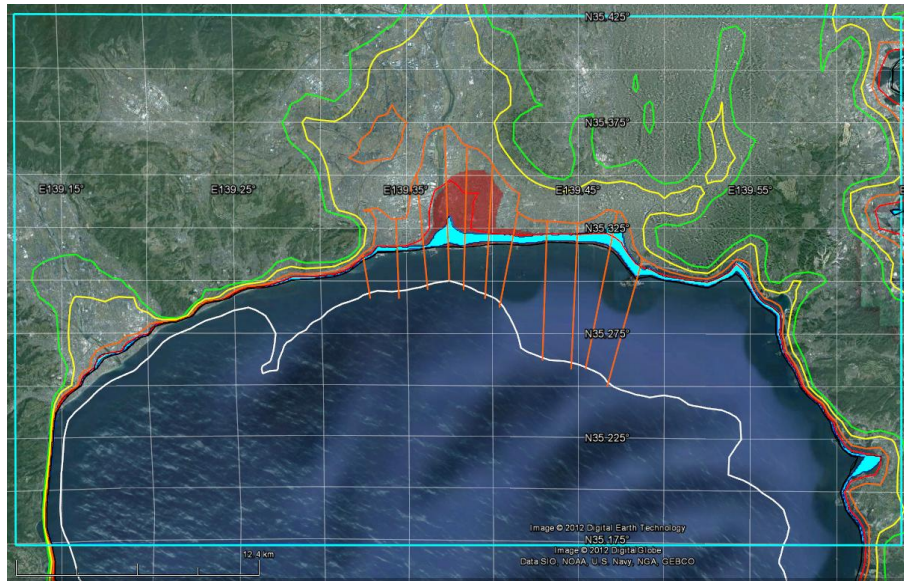 N35.425°
N35.375°
E139.15°
E139.25°
E139.35°
E139.45°
E139.55°
N35.325°
N35.275°
N35.225°
Image © 2012 Digital Earth Technology
N35.175°
12.4 km
Image © 2012 DigitalGlobe
Data SIO, NOAA, U.S. Navy, NGA, GEBCO